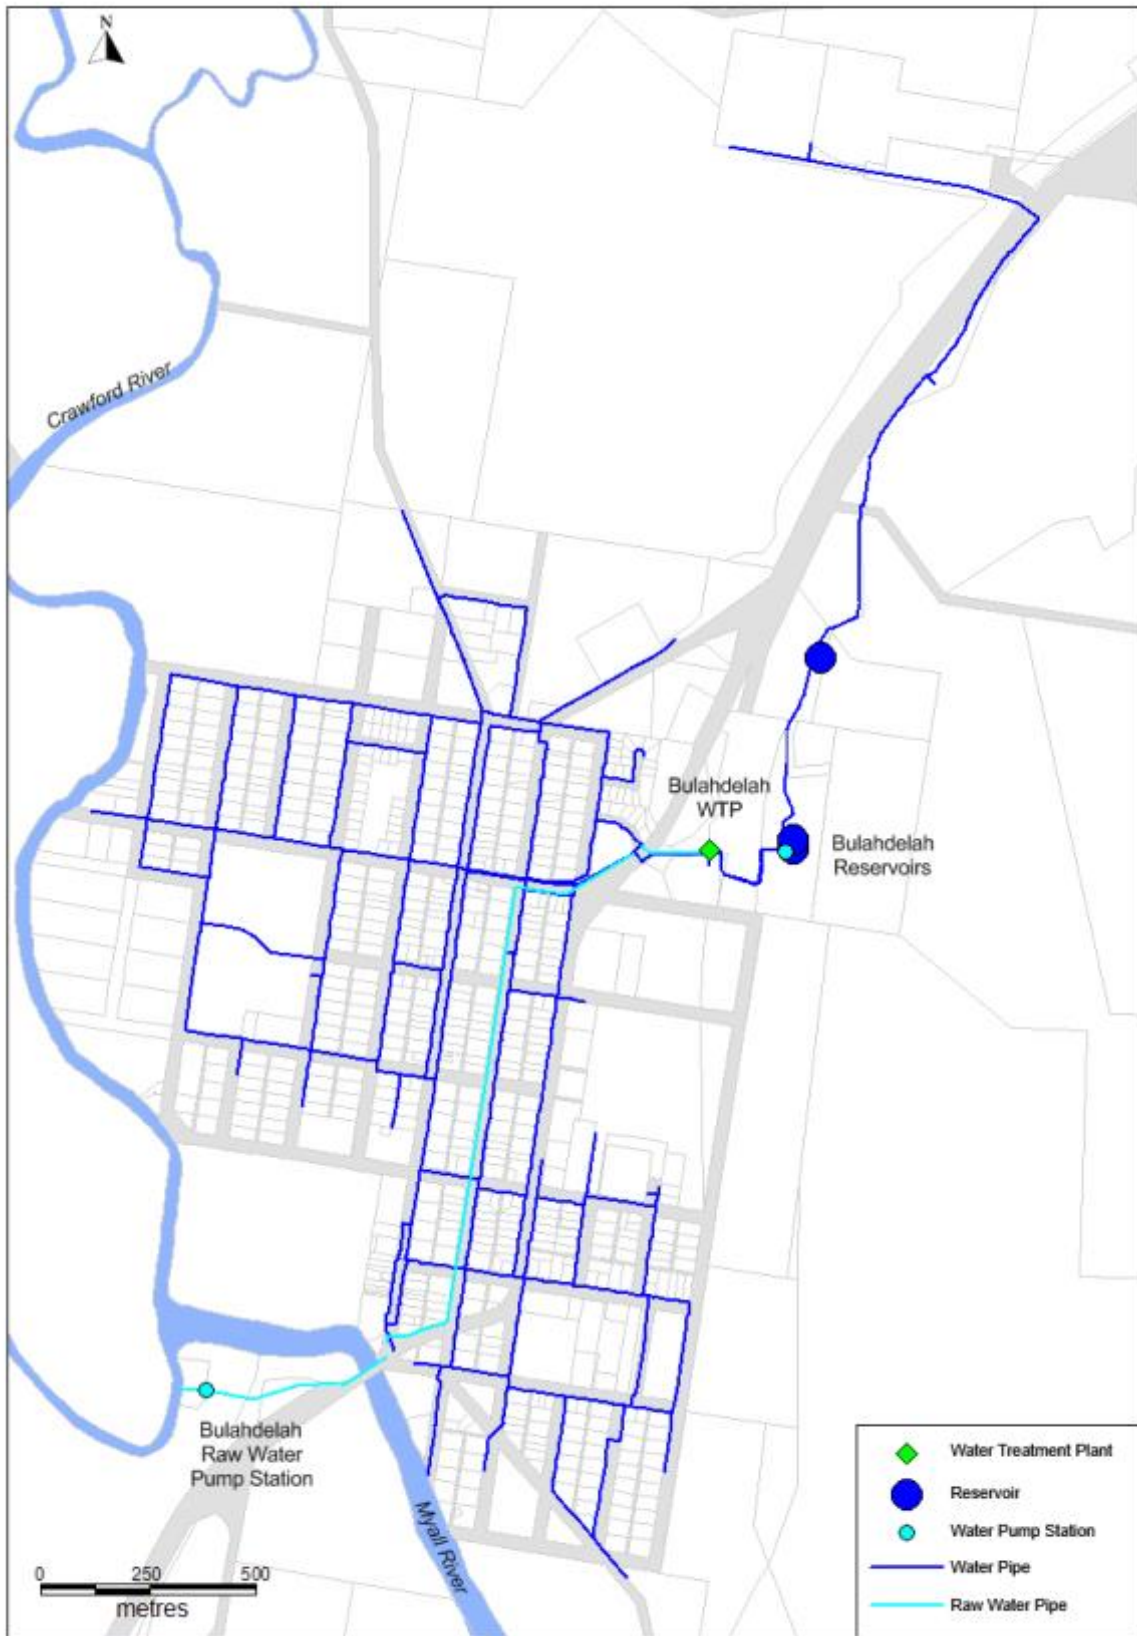 N
Crawford River
Bulahdelah
WTP
Bulahdelah
Reservoirs
Bulahdelah
Raw Water
Pump Station
Myall River
0 250 500
metres
Water Treatment Plant
Reservoir
Water Pump Station
Water Pipe
Raw Water Pipe